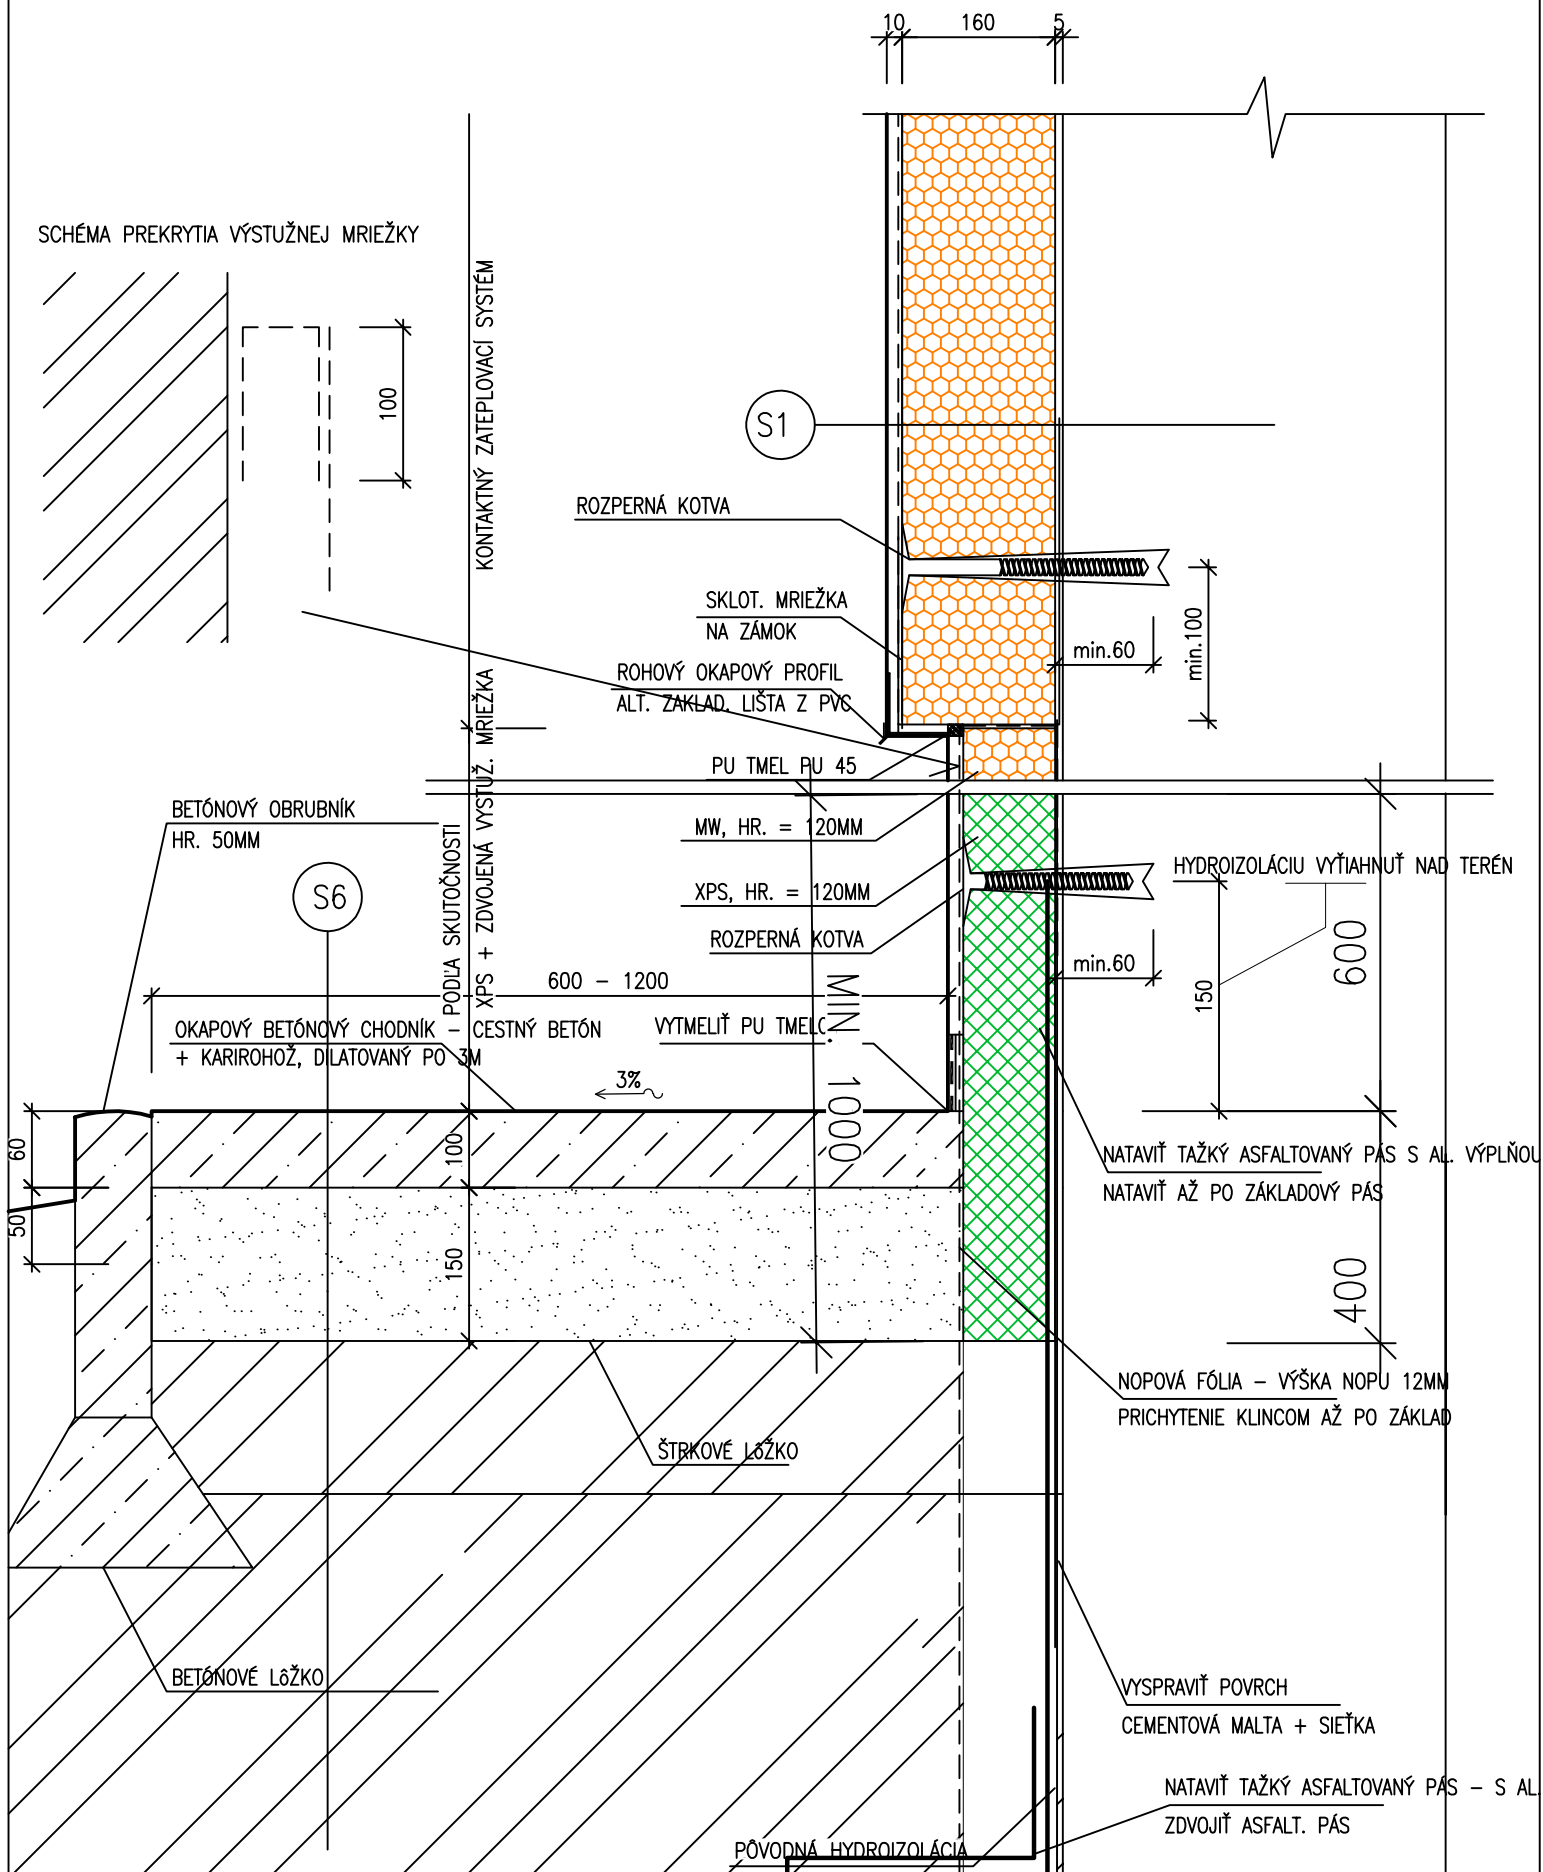 10
160
5
SCHÉMA PREKRYTIA VÝSTUŽNEJ MRIEŽKY
100
KONTAKTNÝ ZATEPLOVACÍ SYSTÉM
S1
ROZPERNÁ KOTVA
SKLOT. MRIEŽKA
NA ZÁMOK
min.60
min.100
ROHOVÝ OKAPOVÝ PROFIL
ALT. ZAKLAD. LIŠTA Z PVC
PU TMEL PU 45
XPS + ZDVOJENÁ VYSTUŽ. MRIEŽKA
PODĽA SKUTOČNOSTI
BETÓNOVÝ OBRUBNÍK
HR. 50MM
MW, HR. = 120MM
XPS, HR. = 120MM
ROZPERNÁ KOTVA
HYDROIZOLÁCIU VYŤIAHNUŤ NAD TERÉN
S6
600
min.60
150
600 – 1200
MIN. 1000
OKAPOVÝ BETÓNOVÝ CHODNÍK – CESTNÝ BETÓN
+ KARIROHOŽ, DILATOVANÝ PO 3M
VYTMELIŤ PU TMELO
3%
60
50
100
150
NATAVIŤ TAŽKÝ ASFALTOVANÝ PÁS S AL. VÝPLŇOU
NATAVIŤ AŽ PO ZÁKLADOVÝ PÁS
400
NOPOVÁ FÓLIA – VÝŠKA NOPU 12MM
PRICHYTENIE KLINCOM AŽ PO ZÁKLAD
ŠTRKOVÉ LôŽKO
BETÓNOVÉ LôŽKO
VYSPRAVIŤ POVRCH
CEMENTOVÁ MALTA + SIEŤKA
NATAVIŤ TAŽKÝ ASFALTOVANÝ PÁS – S AL.
ZDVOJIŤ ASFALT. PÁS
PÔVODNÁ HYDROIZOLÁCIA